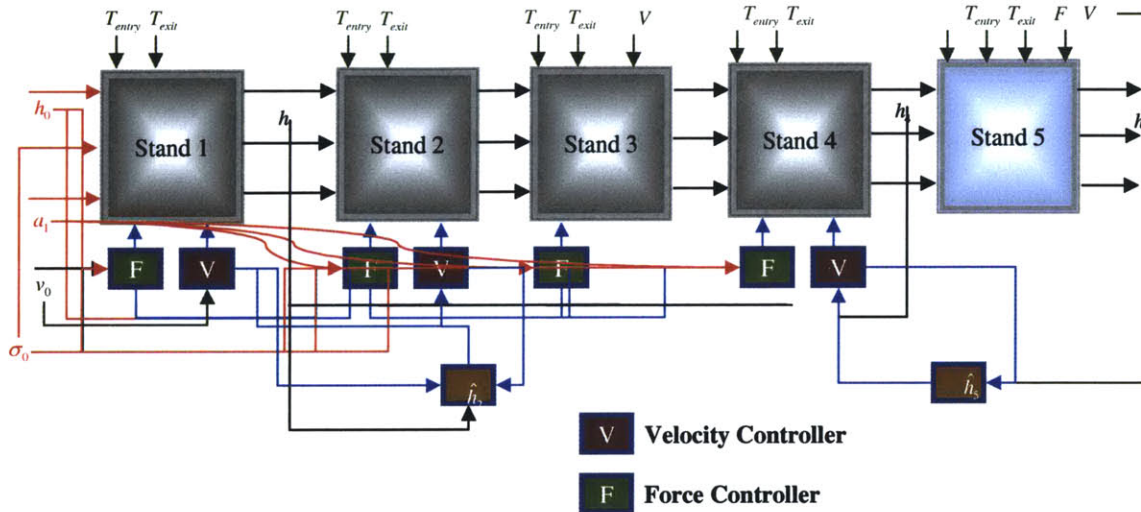 T_entry T_exit
T_entry T_exit
T_entry T_exit V
T_entry T_exit
T_entry T_exit F V
h_0
h
h
h
Stand 1
Stand 2
Stand 3
Stand 4
Stand 5
a_1
F
V
F
V
F
F
V
v_0
σ_0
ĥ
ĥ_5
V Velocity Controller
F Force Controller